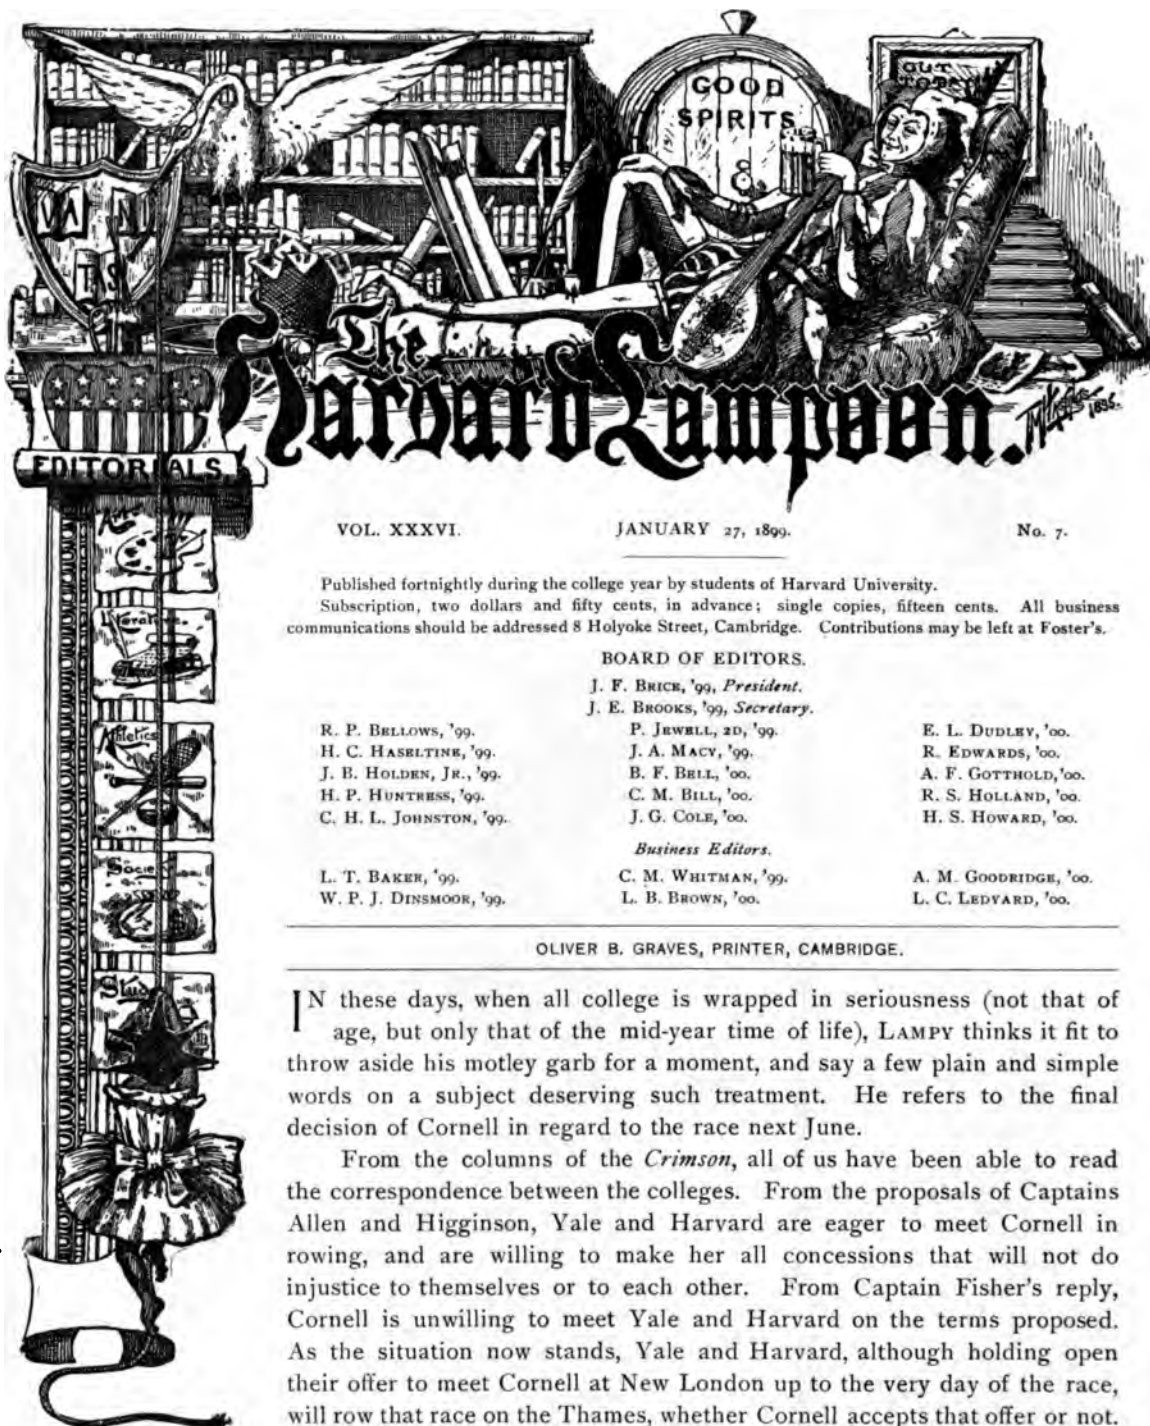 GOOD
SPIRITS
&
OUT
VA NI
TS
The
Harvard Lampoon.
1895.
EDITORIALS.
Art
Literature.
Athletics
Society
VOL. XXXVI. JANUARY 27, 1899. No. 7.
Published fortnightly during the college year by students of Harvard University.
Subscription, two dollars and fifty cents, in advance; single copies, fifteen cents. All business
communications should be addressed 8 Holyoke Street, Cambridge. Contributions may be left at Foster's.
BOARD OF EDITORS.
J. F. BRICE, '99, President.
J. E. BROOKS, '99, Secretary.
R. P. BELLOWS, '99. P. JEWELL, 2D, '99. E. L. DUDLEY, '00.
H. C. HASELTINE, '99. J. A. MACY, '99. R. EDWARDS, '00.
J. B. HOLDEN, JR., '99. B. F. BELL, '00. A. F. GOTTHOLD, '00.
H. P. HUNTRESS, '99. C. M. BILL, '00. R. S. HOLLAND, '00.
C. H. L. JOHNSTON, '99. J. G. COLE, '00. H. S. HOWARD, '00.
Business Editors.
L. T. BAKER, '99. C. M. WHITMAN, '99. A. M. GOODRIDGE, '00.
W. P. J. DINSMOOR, '99. L. B. BROWN, '00. L. C. LEDYARD, '00.
OLIVER B. GRAVES, PRINTER, CAMBRIDGE.
IN these days, when all college is wrapped in seriousness (not that of
age, but only that of the mid-year time of life), LAMPY thinks it fit to
throw aside his motley garb for a moment, and say a few plain and simple
words on a subject deserving such treatment. He refers to the final
decision of Cornell in regard to the race next June.
From the columns of the Crimson, all of us have been able to read
the correspondence between the colleges. From the proposals of Captains
Allen and Higginson, Yale and Harvard are eager to meet Cornell in
rowing, and are willing to make her all concessions that will not do
injustice to themselves or to each other. From Captain Fisher's reply,
Cornell is unwilling to meet Yale and Harvard on the terms proposed.
As the situation now stands, Yale and Harvard, although holding open
their offer to meet Cornell at New London up to the very day of the race,
will row that race on the Thames, whether Cornell accepts that offer or not.